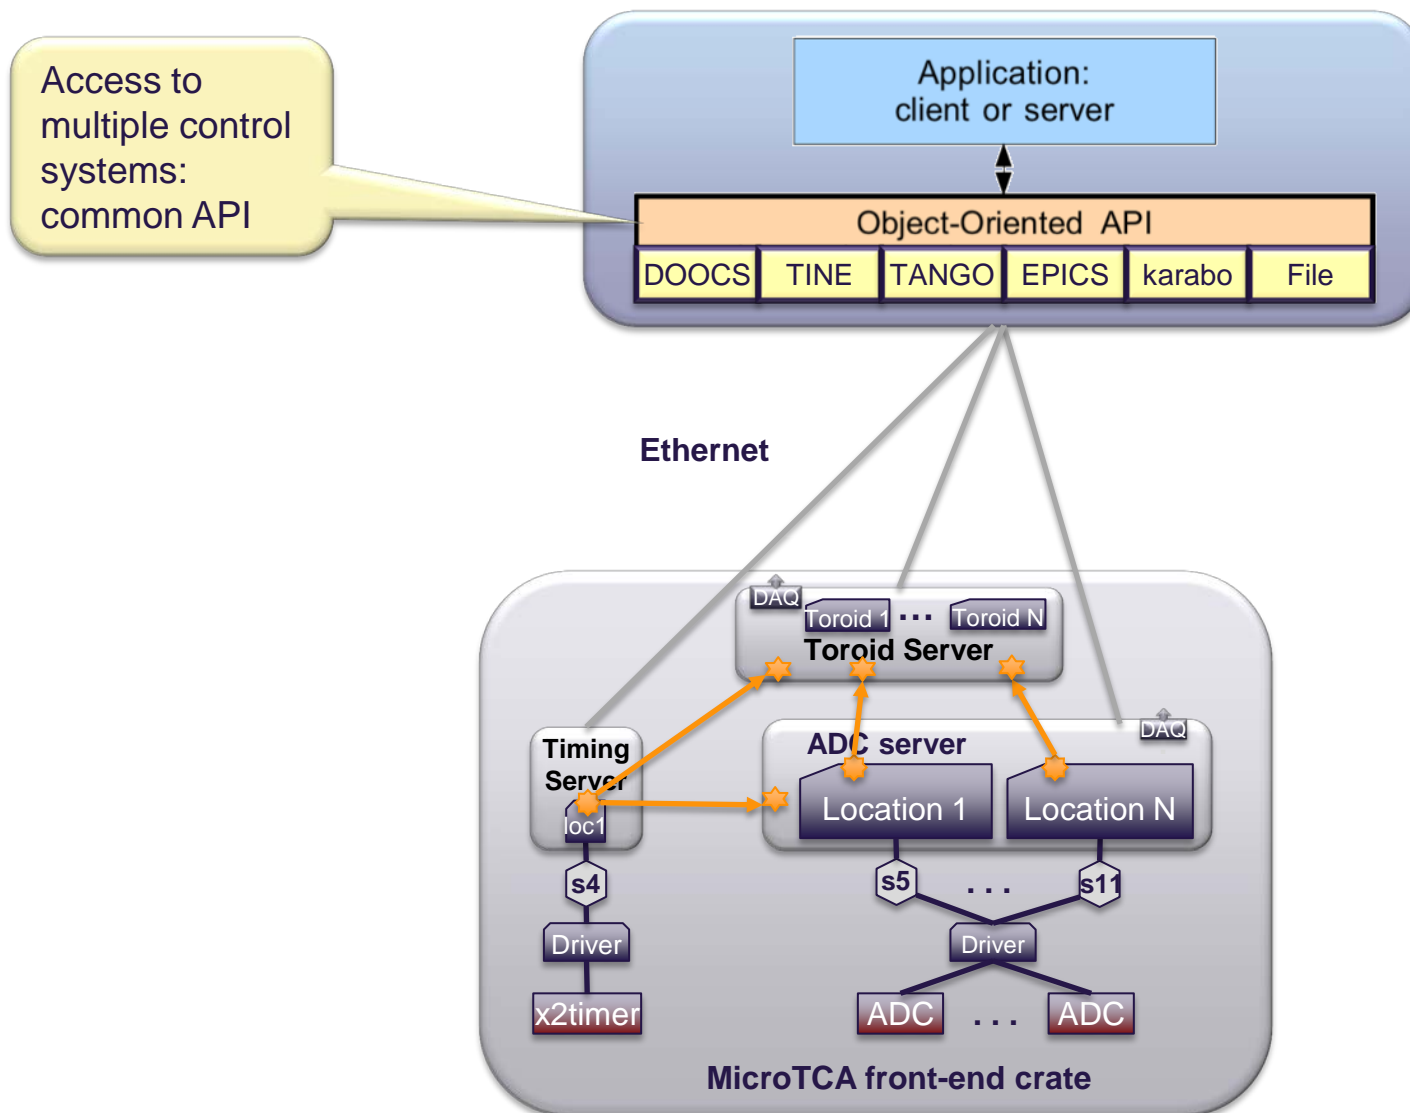 Access to
multiple control
systems:
common API
Application:
client or server
Object-Oriented API
DOOCS TINE TANGO EPICS karabo File
Ethernet
DAQ
Toroid 1 ... Toroid N
Toroid Server
DAQ
Timing
Server
loc1
ADC server
Location 1 Location N
s4 s5 . . . s11
Driver Driver
x2timer ADC . . . ADC
MicroTCA front-end crate